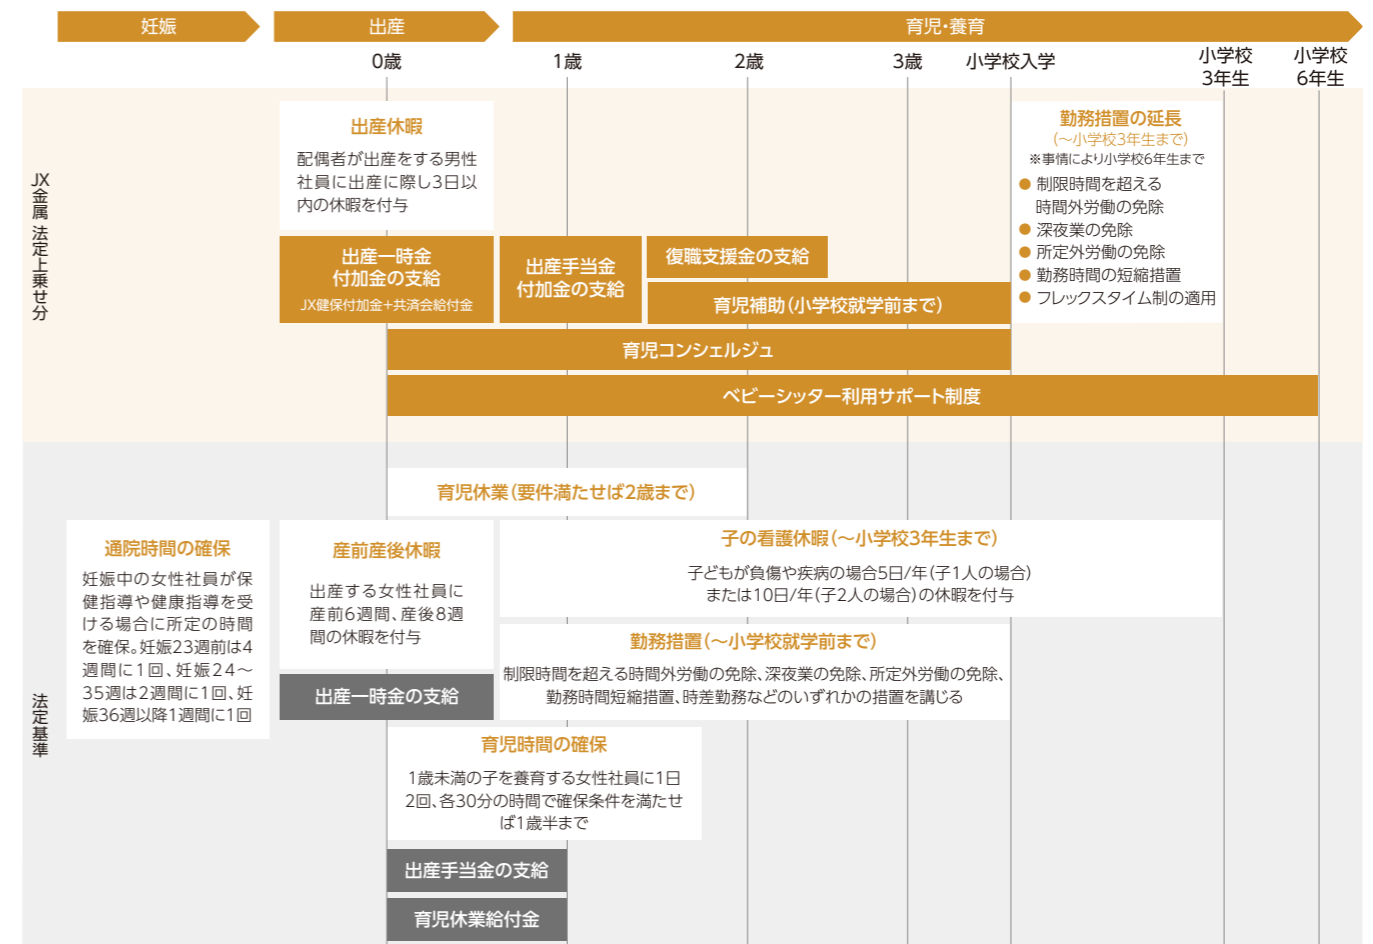 妊娠
出産
育児・養育
0歳
1歳
2歳
3歳
小学校入学
小学校
3年生
小学校
6年生
JX金属 法定上乗せ分
出産休暇
配偶者が出産をする男性
社員に出産に際し3日以
内の休暇を付与
勤務措置の延長
(〜小学校3年生まで)
※事情により小学校6年生まで
● 制限時間を超える
時間外労働の免除
● 深夜業の免除
● 所定外労働の免除
● 勤務時間の短縮措置
● フレックスタイム制の適用
出産一時金
付加金の支給
JX健保付加金+共済会給付金
出産手当金
付加金の支給
復職支援金の支給
育児補助(小学校就学前まで)
育児コンシェルジュ
ベビーシッター利用サポート制度
法定基準
育児休業(要件満たせば2歳まで)
通院時間の確保
妊娠中の女性社員が保
健指導や健康指導を受
ける場合に所定の時間
を確保。妊娠23週前は4
週間に1回、妊娠24〜
35週は2週間に1回、妊
娠36週以降1週間に1回
産前産後休暇
出産する女性社員に
産前6週間、産後8週
間の休暇を付与
出産一時金の支給
子の看護休暇(〜小学校3年生まで)
子どもが負傷や疾病の場合5日/年(子1人の場合)
または10日/年(子2人の場合)の休暇を付与
勤務措置(〜小学校就学前まで)
制限時間を超える時間外労働の免除、深夜業の免除、所定外労働の免除、
勤務時間短縮措置、時差勤務などのいずれかの措置を講じる
育児時間の確保
1歳未満の子を養育する女性社員に1日
2回、各30分の時間で確保条件を満たせ
ば1歳半まで
出産手当金の支給
育児休業給付金